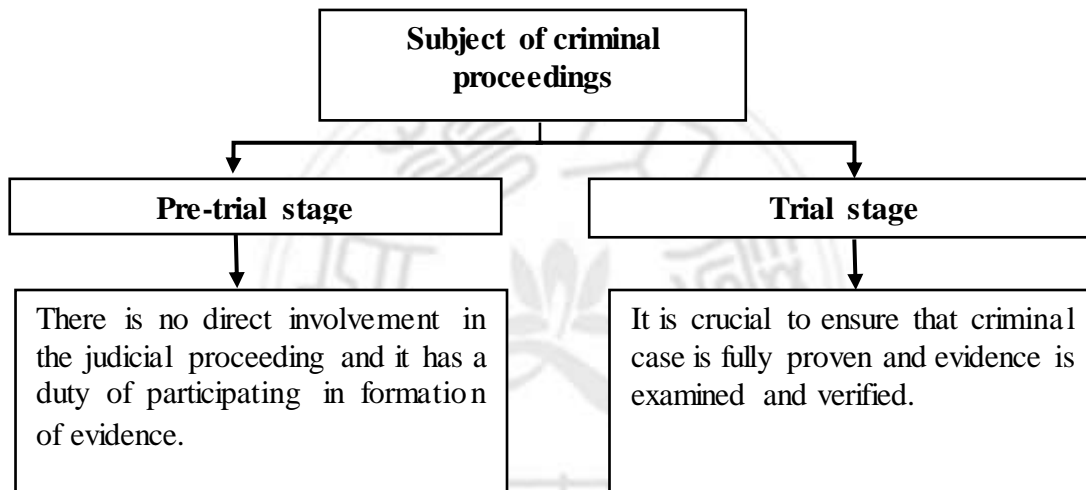 Subject of criminal
proceedings
Pre-trial stage
Trial stage
There is no direct involvement in
the judicial proceeding and it has a
duty of participating in formation
of evidence.
It is crucial to ensure that criminal
case is fully proven and evidence is
examined and verified.